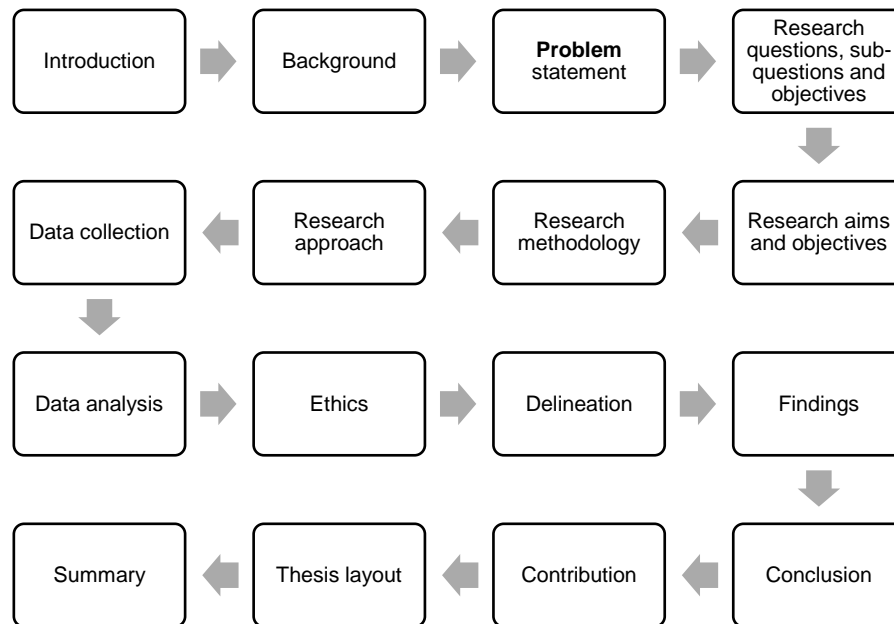 Introduction
Background
Problem
statement
Research
questions, sub-
questions and
objectives
Research aims
and objectives
Research
methodology
Research
approach
Data collection
Data analysis
Ethics
Delineation
Findings
Conclusion
Contribution
Thesis layout
Summary